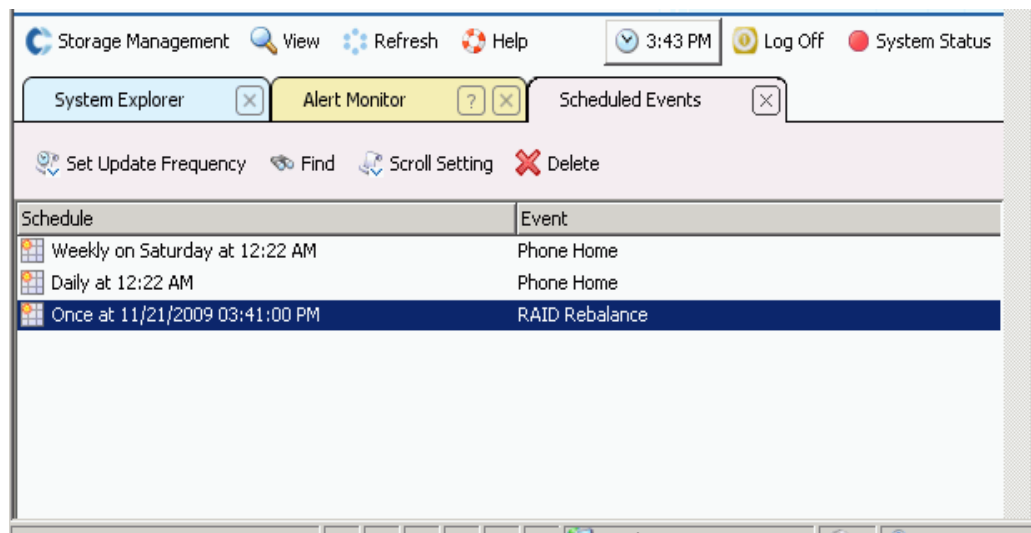 Storage Management View Refresh Help 3:43 PM Log Off System Status
System Explorer Alert Monitor ? Scheduled Events
Set Update Frequency Find Scroll Setting Delete
Schedule Event
Weekly on Saturday at 12:22 AM Phone Home
Daily at 12:22 AM Phone Home
Once at 11/21/2009 03:41:00 PM RAID Rebalance